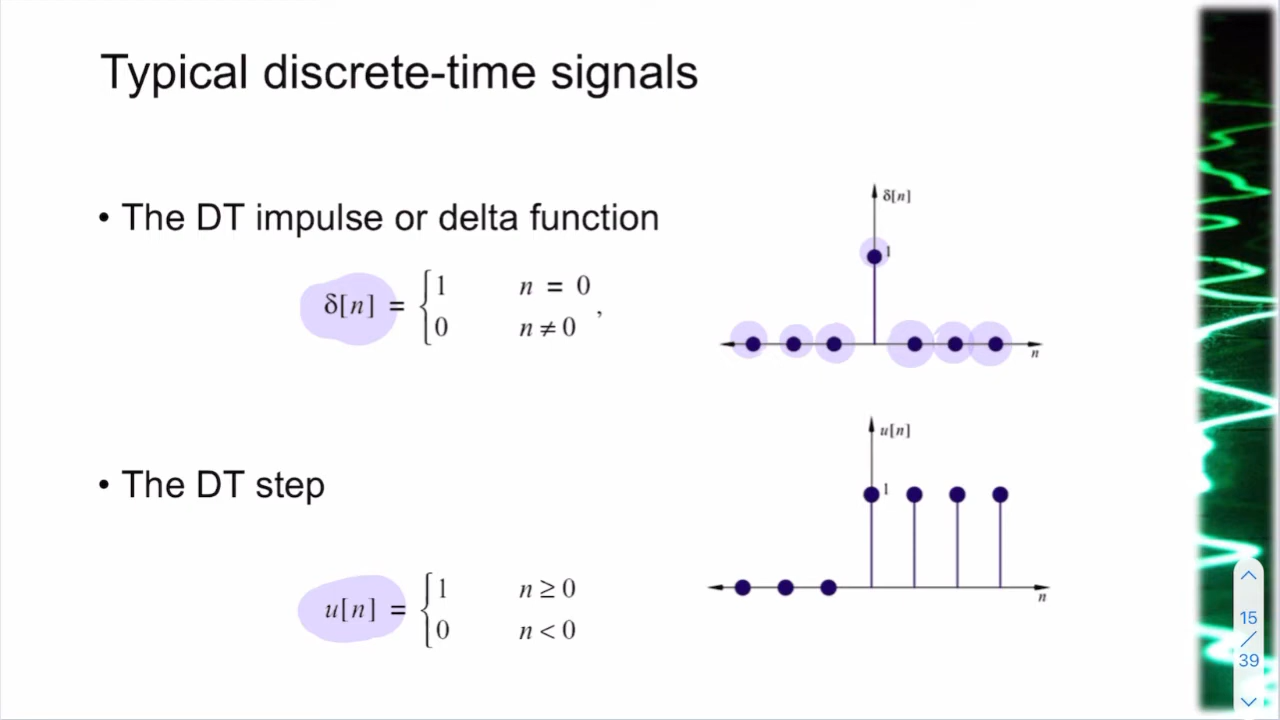 Typical discrete-time signals
• The DT impulse or delta function
δ[n] = {1 n = 0
0 n ≠ 0 ,
δ[n]
1
n
• The DT step
u[n] = {1 n ≥ 0
0 n < 0
u[n]
1
n
15
/
39